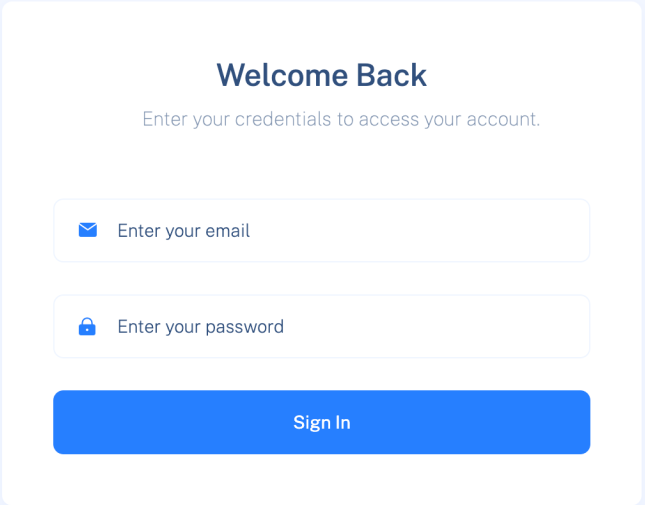 Welcome Back
Enter your credentials to access your account.
Enter your email
Enter your password
Sign In